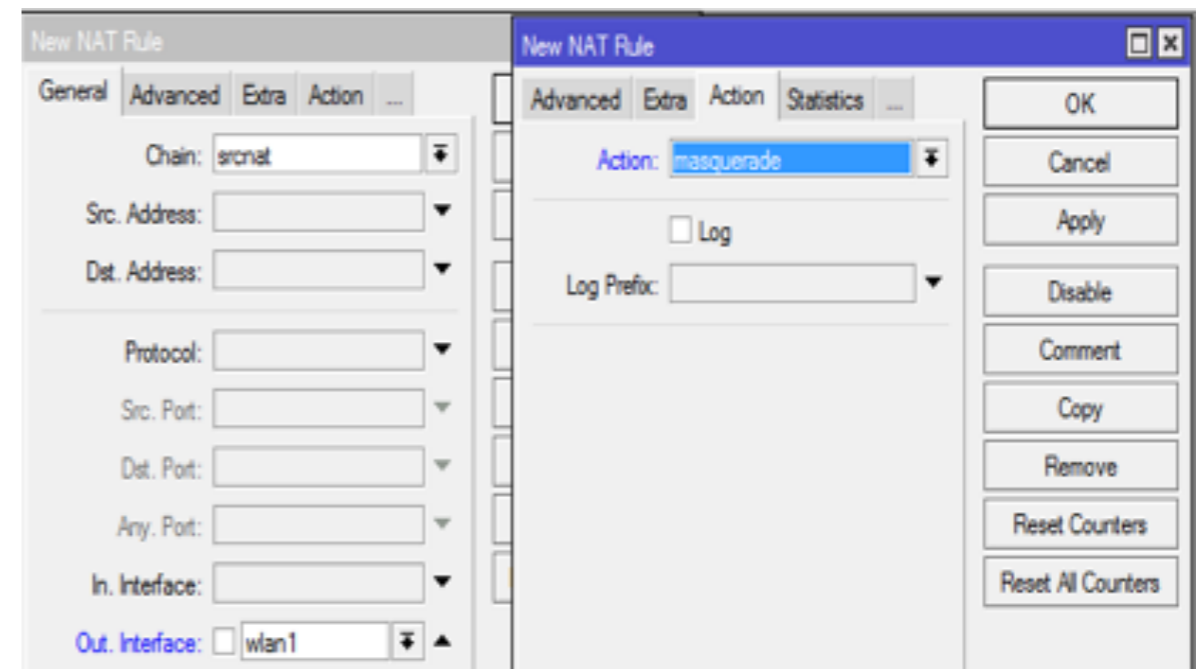 New NAT Rule
General Advanced Extra Action ...
Chain: srcnat
Src. Address:
Dst. Address:
Protocol:
Src. Port:
Dst. Port:
Any. Port:
In. Interface:
Out. Interface: wlan1
New NAT Rule
Advanced Extra Action Statistics ...
Action: masquerade
Log
Log Prefix:
OK
Cancel
Apply
Disable
Comment
Copy
Remove
Reset Counters
Reset All Counters